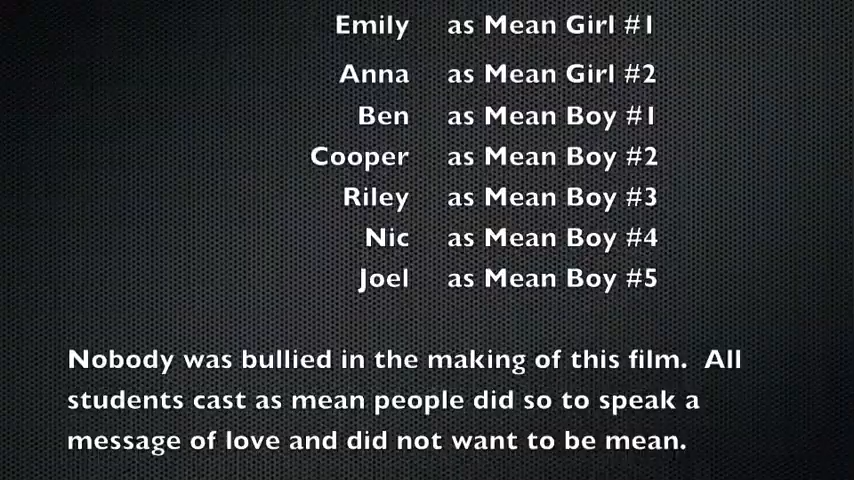 Emily as Mean Girl #1
Anna as Mean Girl #2
Ben as Mean Boy #1
Cooper as Mean Boy #2
Riley as Mean Boy #3
Nic as Mean Boy #4
Joel as Mean Boy #5
Nobody was bullied in the making of this film.  All
students cast as mean people did so to speak a
message of love and did not want to be mean.